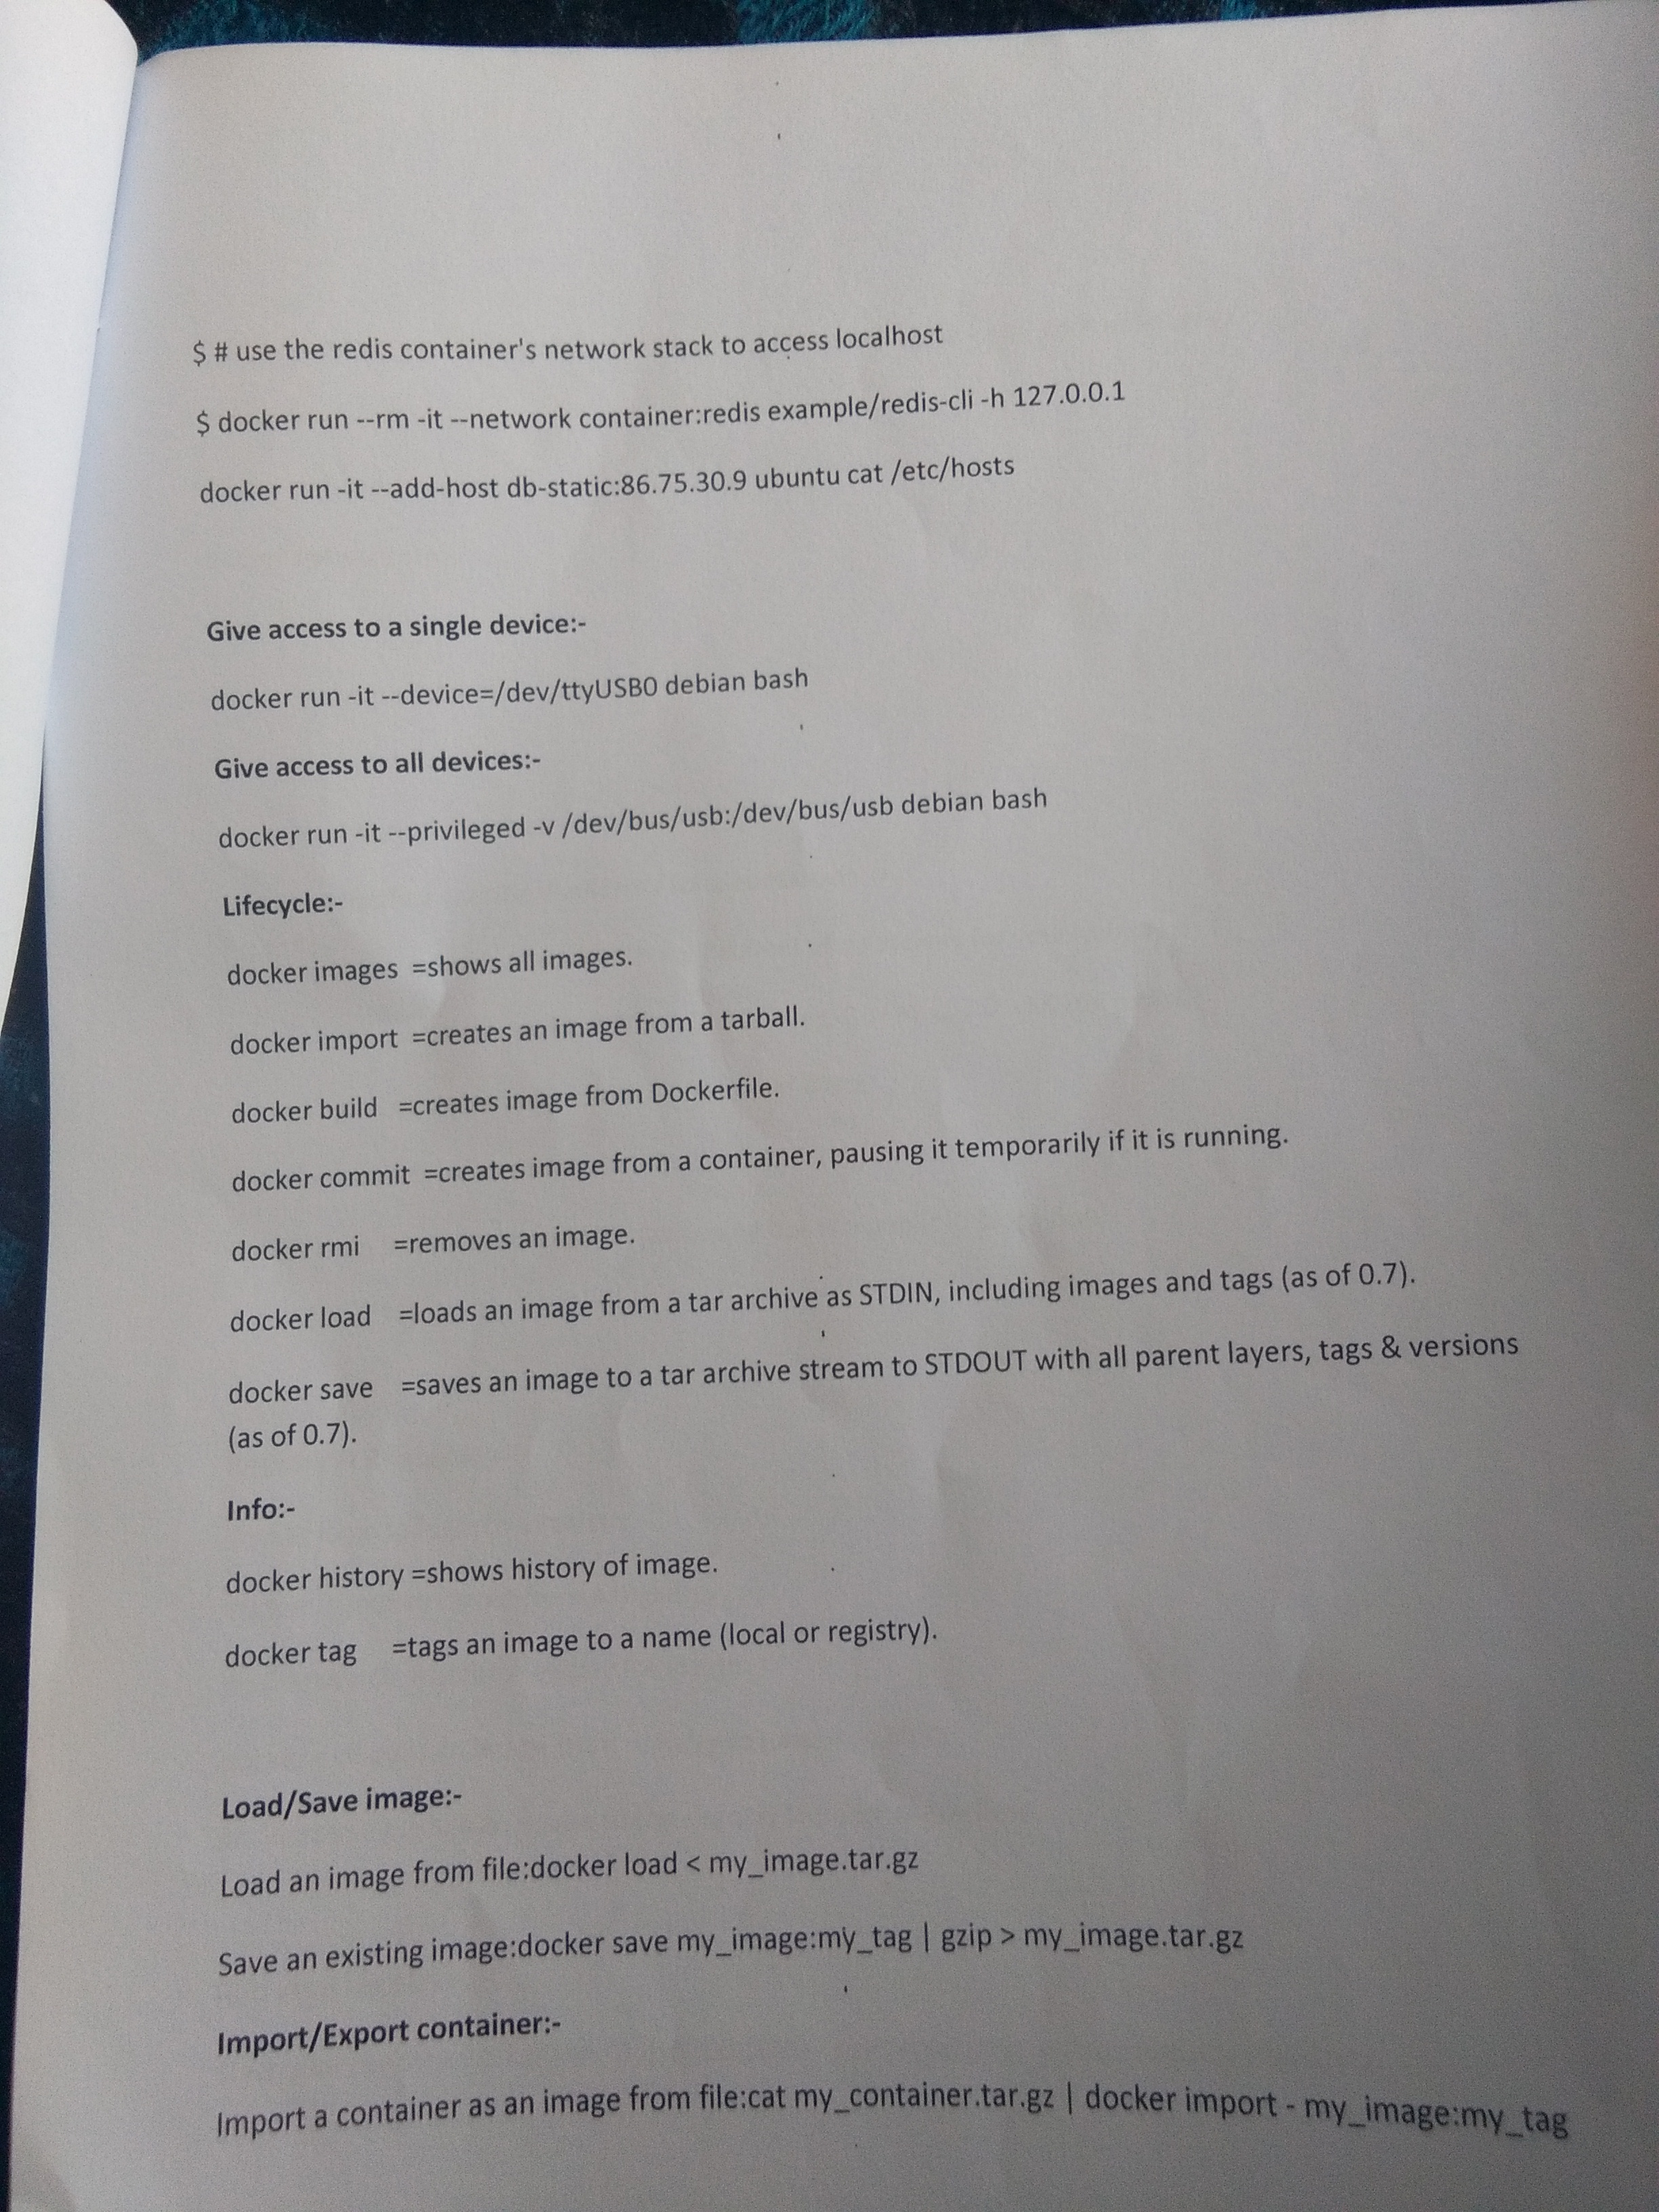 $ # use the redis container's network stack to access localhost
$ docker run --rm -it --network container:redis example/redis-cli -h 127.0.0.1
docker run -it --add-host db-static:86.75.30.9 ubuntu cat /etc/hosts
Give access to a single device:-
docker run -it --device=/dev/ttyUSB0 debian bash
Give access to all devices:-
docker run -it --privileged -v /dev/bus/usb:/dev/bus/usb debian bash
Lifecycle:-
docker images =shows all images.
docker import =creates an image from a tarball.
docker build =creates image from Dockerfile.
docker commit =creates image from a container, pausing it temporarily if it is running.
docker rmi =removes an image.
docker load =loads an image from a tar archive as STDIN, including images and tags (as of 0.7).
docker save =saves an image to a tar archive stream to STDOUT with all parent layers, tags & versions
(as of 0.7).
Info:-
docker history =shows history of image.
docker tag =tags an image to a name (local or registry).
Load/Save image:-
Load an image from file:docker load < my_image.tar.gz
Save an existing image:docker save my_image:my_tag | gzip > my_image.tar.gz
Import/Export container:-
Import a container as an image from file:cat my_container.tar.gz | docker import - my_image:my_tag